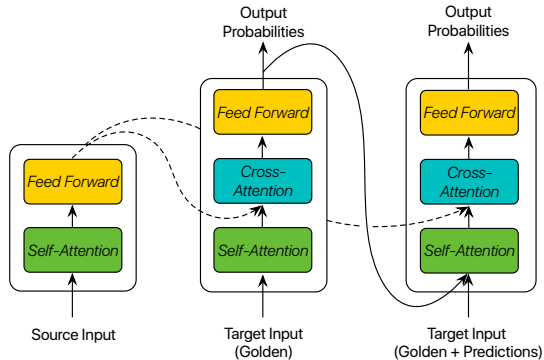 Output
Probabilities
Output
Probabilities
Feed Forward
Feed Forward
Feed Forward
Cross-
Attention
Cross-
Attention
Self-Attention
Self-Attention
Self-Attention
Source Input
Target Input
(Golden)
Target Input
(Golden + Predictions)